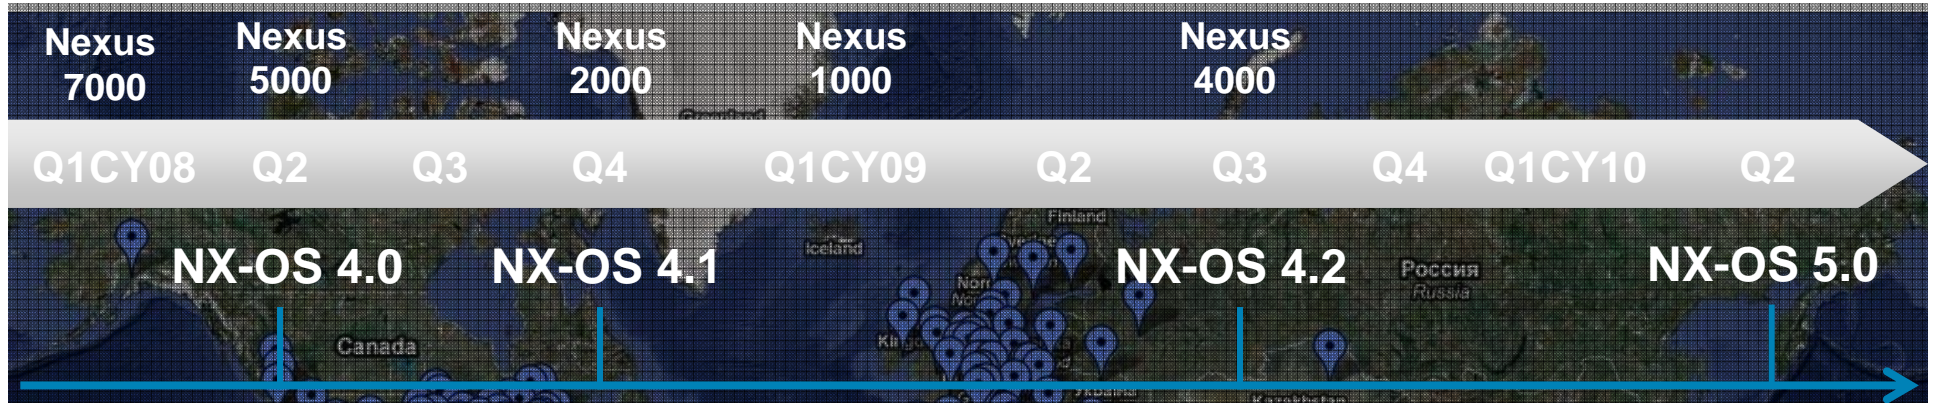 Nexus
7000
Nexus
5000
Nexus
2000
Nexus
1000
Nexus
4000
Greenland
Q1CY08 Q2 Q3 Q4 Q1CY09 Q2 Q3 Q4 Q1CY10 Q2
Finland
Iceland
NX-OS 4.0 NX-OS 4.1 NX-OS 4.2 NX-OS 5.0
Россия
Russia
Canada
Kazakhstan